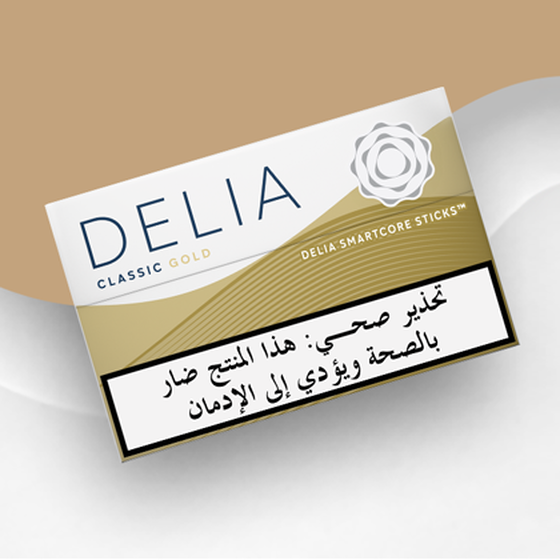 DELIA
CLASSIC GOLD
DELIA SMARTCORE STICKS™
تحذير صحي: هذا المنتج ضار
بالصحة ويؤدي إلى الإدمان